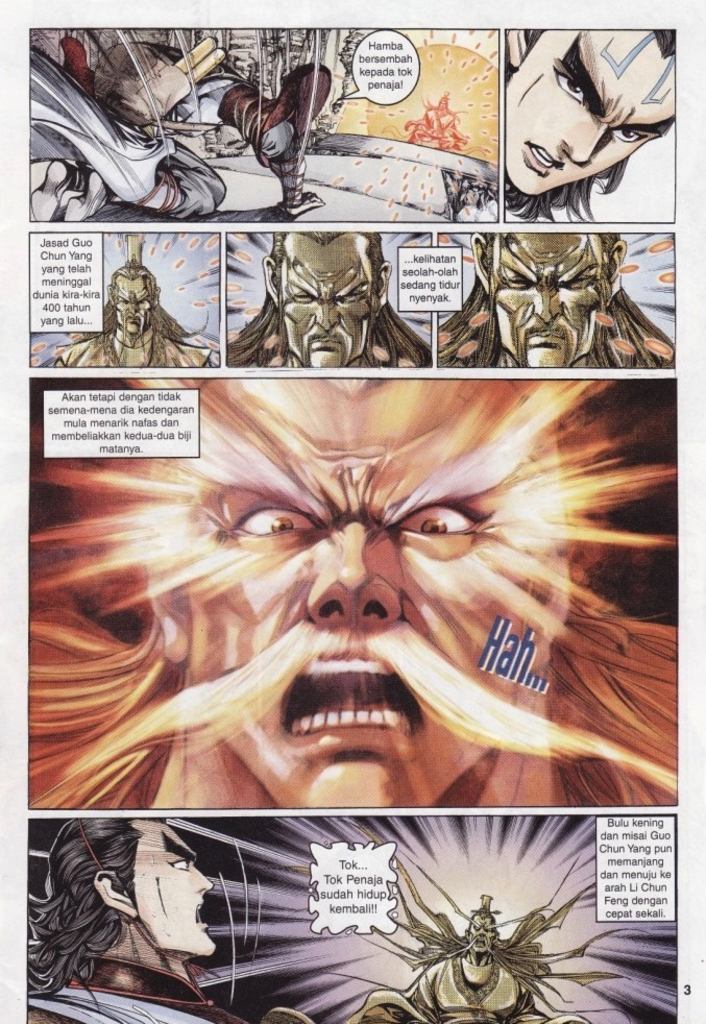 Hamba
bersembah
kepada tok
penaja!
Jasad Guo
Chun Yang
yang telah
meninggal
dunia kira-kira
400 tahun
yang lalu...
...kelihatan
seolah-olah
sedang tidur
nyenyak.
Akan tetapi dengan tidak
semena-mena dia kedengaran
mula menarik nafas dan
membeliakkan kedua-dua biji
matanya.
Hah...
Tok...
Tok Penaja
sudah hidup
kembali!!
Bulu kening
dan misai Guo
Chun Yang pun
memanjang
dan menuju ke
arah Li Chun
Feng dengan
cepat sekali.
3